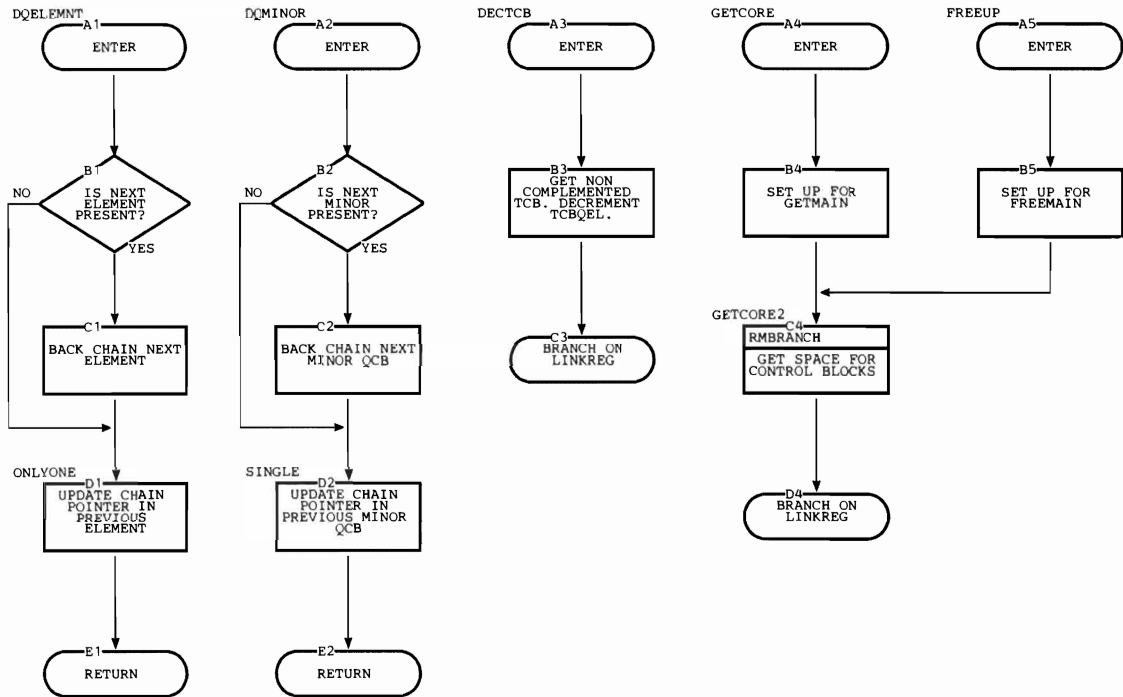 DQELEMNT
A1
ENTER
B1
IS NEXT
ELEMENT
PRESENT?
NO
YES
C1
BACK CHAIN NEXT
ELEMENT
ONLYONE
D1
UPDATE CHAIN
POINTER IN
PREVIOUS
ELEMENT
E1
RETURN
DQMINOR
A2
ENTER
B2
IS NEXT
MINOR
PRESENT?
NO
YES
C2
BACK CHAIN NEXT
MINOR QCB
SINGLE
D2
UPDATE CHAIN
POINTER IN
PREVIOUS MINOR
QCB
E2
RETURN
DECTCB
A3
ENTER
B3
GET NON
COMPLEMENTED
TCB. DECREMENT
TCBQEL.
C3
BRANCH ON
LINKREG
GETCORE
A4
ENTER
B4
SET UP FOR
GETMAIN
GETCORE2
C4
RMBRANCH
GET SPACE FOR
CONTROL BLOCKS
D4
BRANCH ON
LINKREG
FREEUP
A5
ENTER
B5
SET UP FOR
FREEMAIN